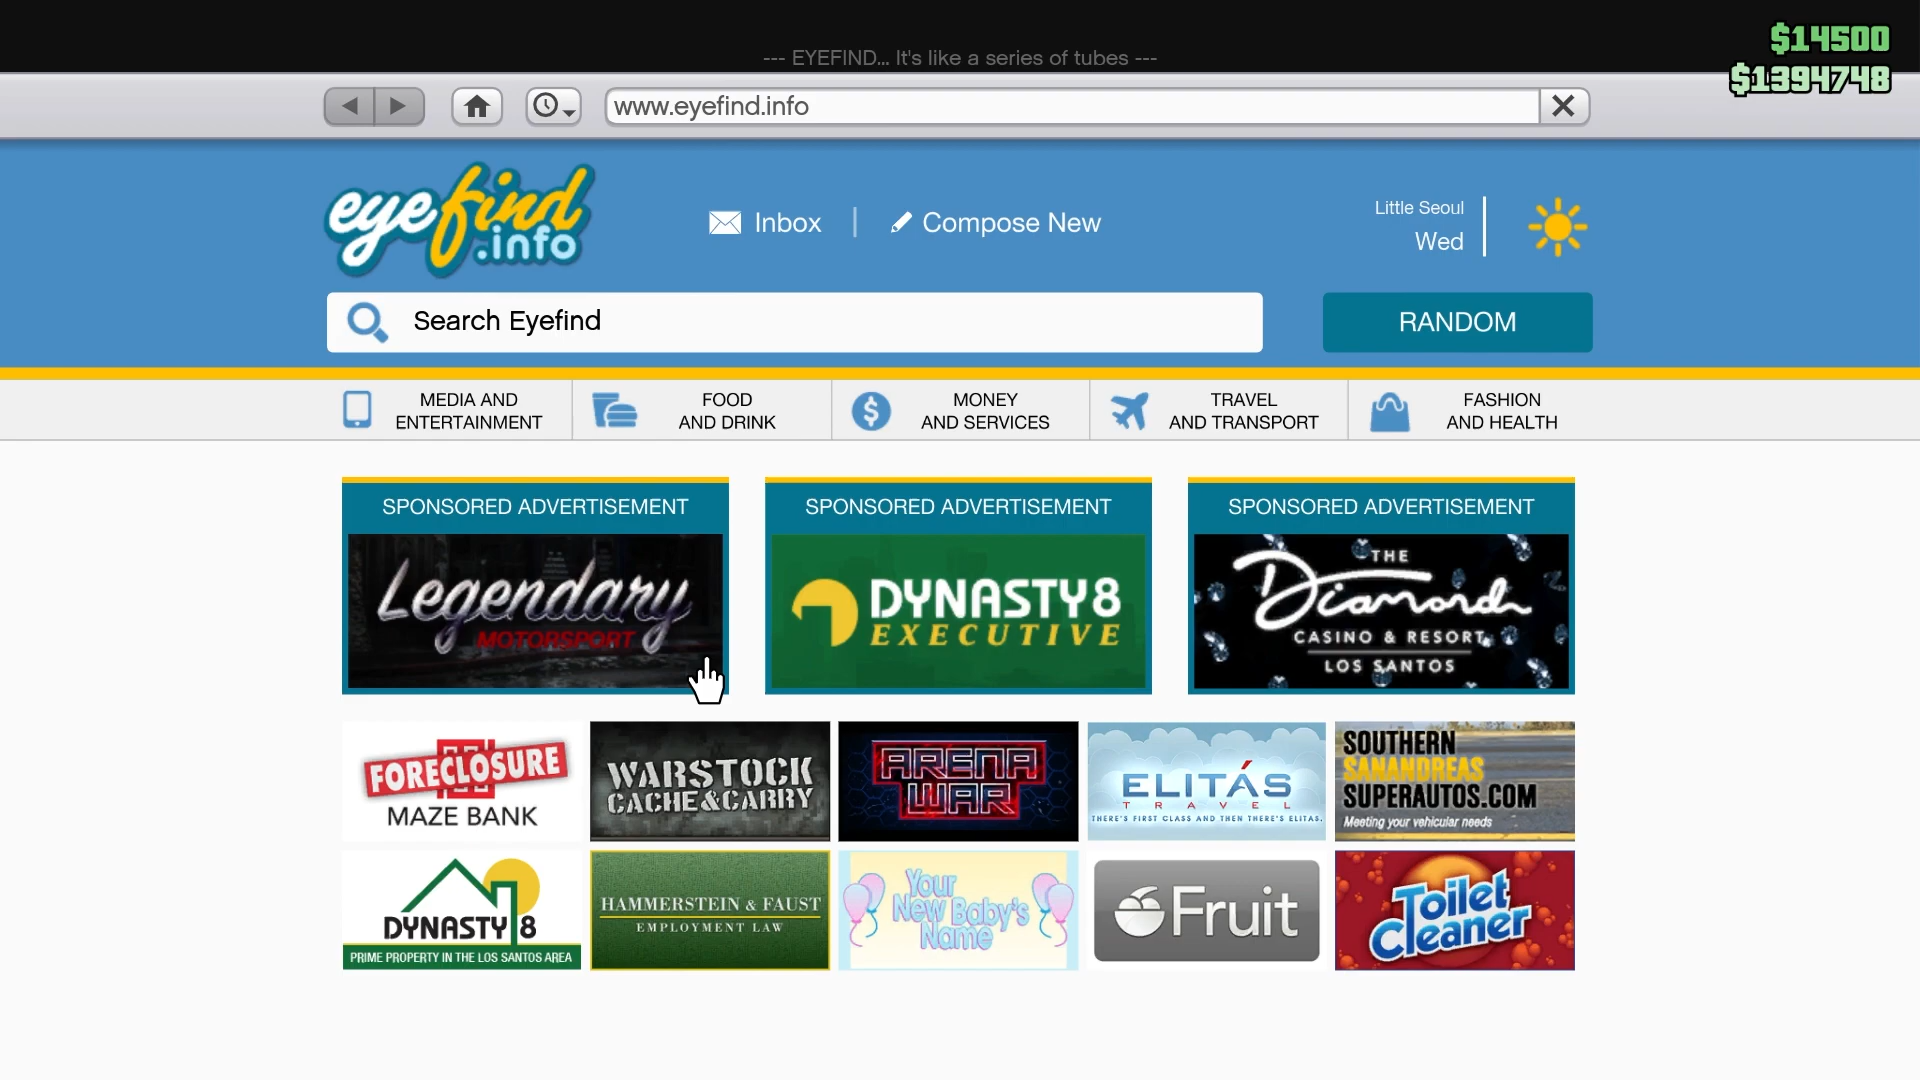 $14500
--- EYEFIND... It's like a series of tubes ---
$1394748
www.eyefind.info
eyefind
.info
Inbox
Compose New
Little Seoul
Wed
Search Eyefind
RANDOM
MEDIA AND
ENTERTAINMENT
FOOD
AND DRINK
MONEY
AND SERVICES
TRAVEL
AND TRANSPORT
FASHION
AND HEALTH
SPONSORED ADVERTISEMENT
Legendary
MOTORSPORT
SPONSORED ADVERTISEMENT
DYNASTY8
EXECUTIVE
SPONSORED ADVERTISEMENT
THE
Diamond
CASINO & RESORT
LOS SANTOS
FORECLOSURE
MAZE BANK
WARSTOCK
CACHE&CARRY
ARENA
WAR
ELITÁS
TRAVEL
THERE'S FIRST CLASS AND THEN THERE'S ELITAS.
SOUTHERN
SANANDREAS
SUPERAUTOS.COM
Meeting your vehicular needs
DYNASTY 8
PRIME PROPERTY IN THE LOS SANTOS AREA
HAMMERSTEIN & FAUST
EMPLOYMENT LAW
Your
New Baby's
Name
Fruit
Toilet
Cleaner